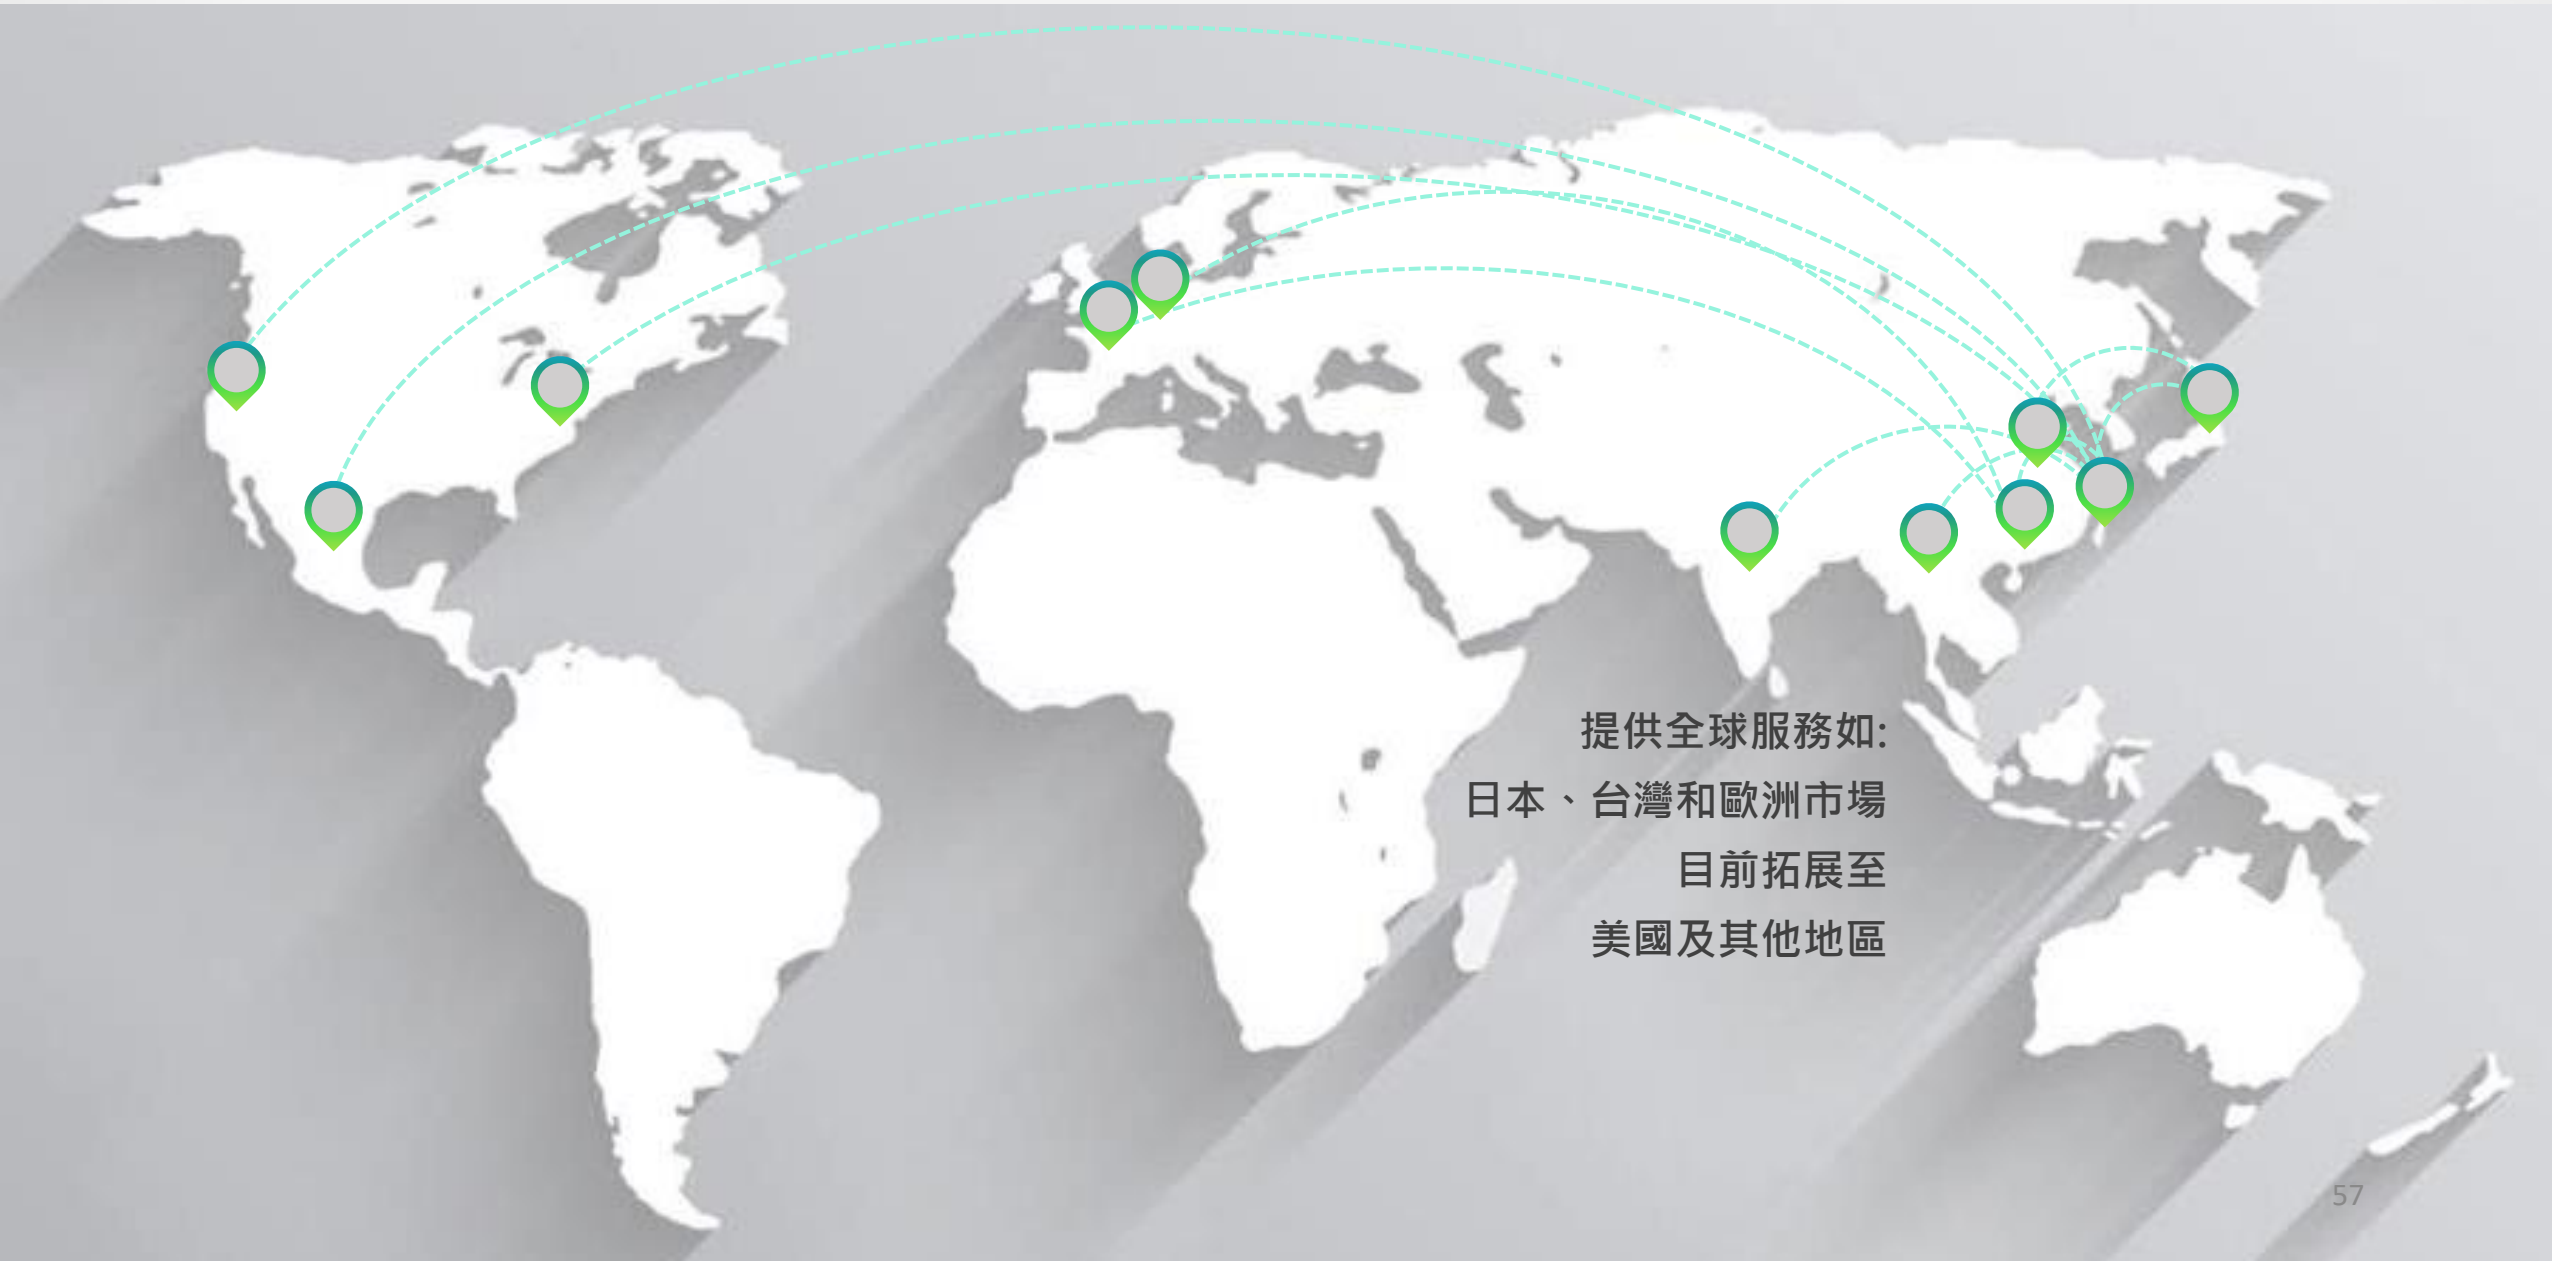 提供全球服務如:
日本、台灣和歐洲市場
目前拓展至
美國及其他地區
57